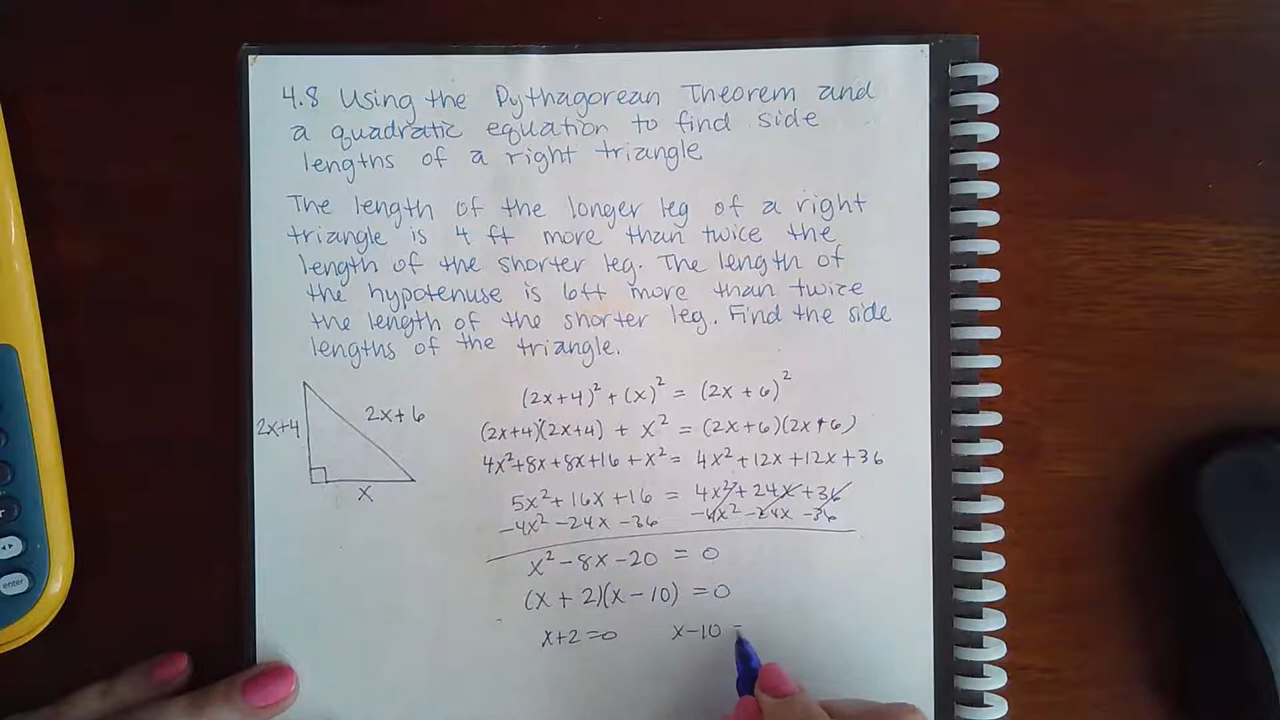 4.8 Using the Pythagorean Theorem and
a quadratic equation to find side
lengths of a right triangle
The length of the longer leg of a right
triangle is 4 ft more than twice the
length of the shorter leg. The length of
the hypotenuse is 6ft more than twice
the length of the shorter leg. Find the side
lengths of the triangle.
2x+4
2x+6
x
(2x+4)² + (x)² = (2x+6)²
(2x+4)(2x+4) + x² = (2x+6)(2x+6)
4x²+8x+8x+16+x² = 4x²+12x+12x+36
5x²+16x+16 = 4x²+24x+36
-4x² -24x -36 -4x² -24x -36
x²-8x-20 = 0
(x+2)(x-10) = 0
x+2=0 x-10 =
enter